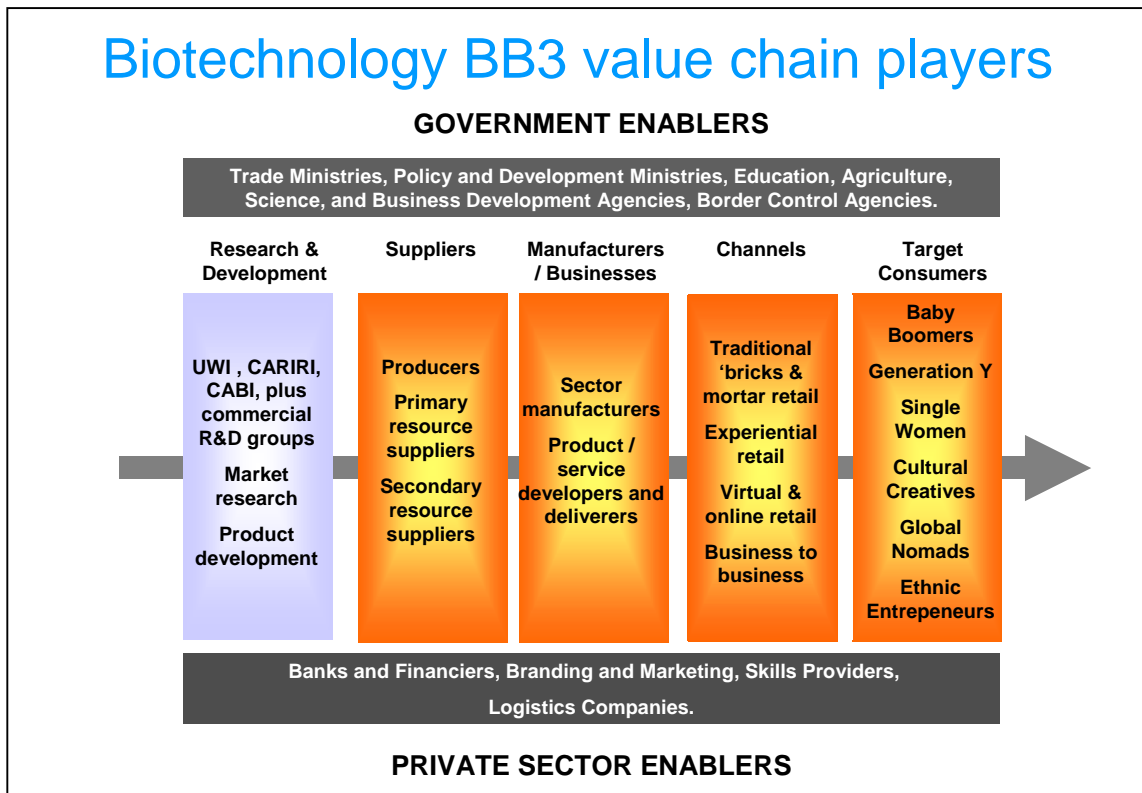 Biotechnology BB3 value chain players
GOVERNMENT ENABLERS
Trade Ministries, Policy and Development Ministries, Education, Agriculture,
Science, and Business Development Agencies, Border Control Agencies.
Research &
Development
Suppliers
Manufacturers
/ Businesses
Channels
Target
Consumers
UWI , CARIRI,
CABI, plus
commercial
R&D groups
Market
research
Product
development
Producers
Primary
resource
suppliers
Secondary
resource
suppliers
Sector
manufacturers
Product /
service
developers and
deliverers
Traditional
‘bricks &
mortar retail
Experiential
retail
Virtual &
online retail
Business to
business
Baby
Boomers
Generation Y
Single
Women
Cultural
Creatives
Global
Nomads
Ethnic
Entrepeneurs
Banks and Financiers, Branding and Marketing, Skills Providers,
Logistics Companies.
PRIVATE SECTOR ENABLERS